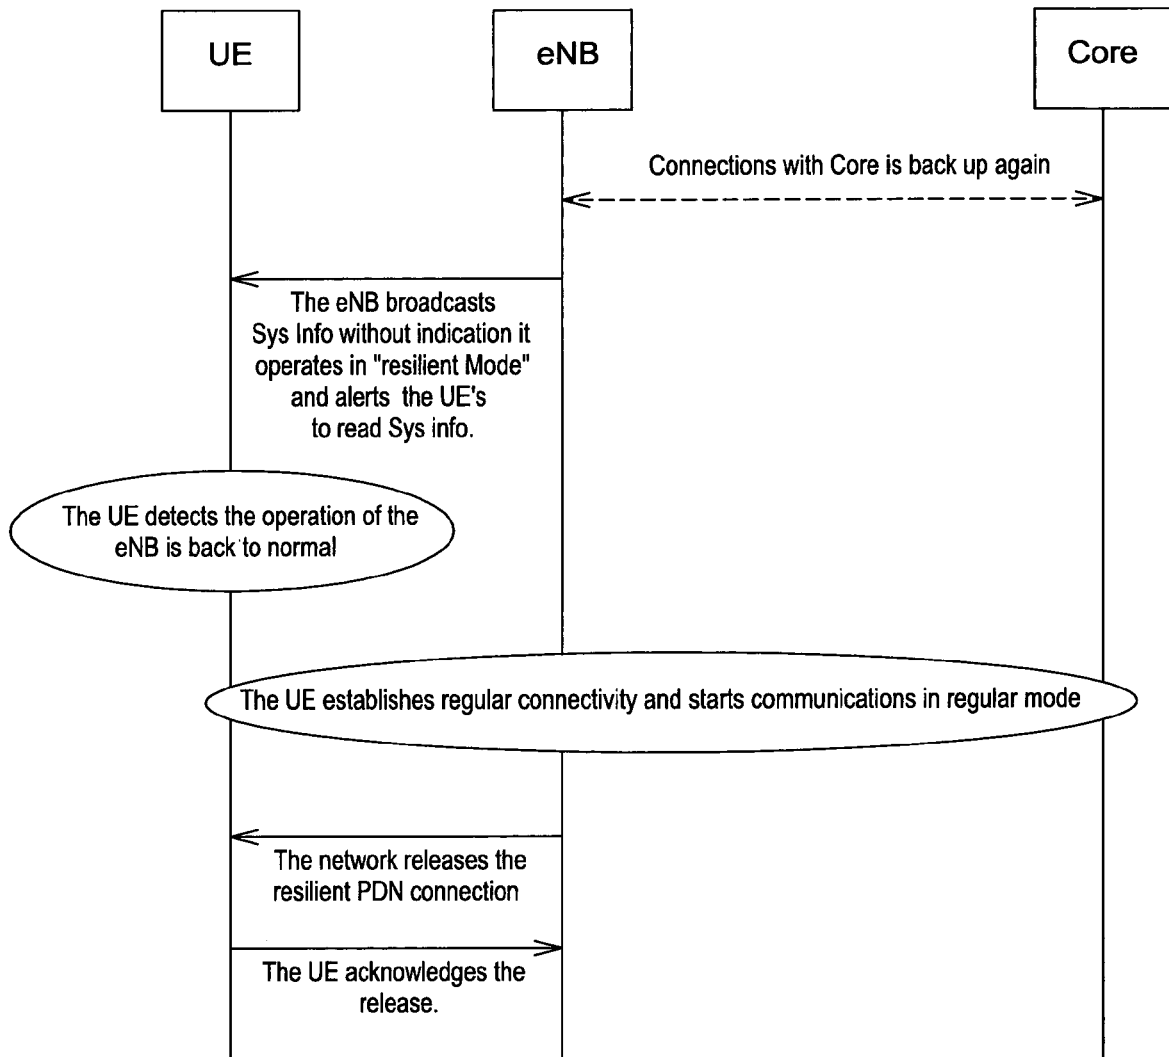 UE
eNB
Core
Connections with Core is back up again
The eNB broadcasts
Sys Info without indication it
operates in "resilient Mode"
and alerts the UE's
to read Sys info.
The UE detects the operation of the
eNB is back to normal
The UE establishes regular connectivity and starts communications in regular mode
The network releases the
resilient PDN connection
The UE acknowledges the
release.